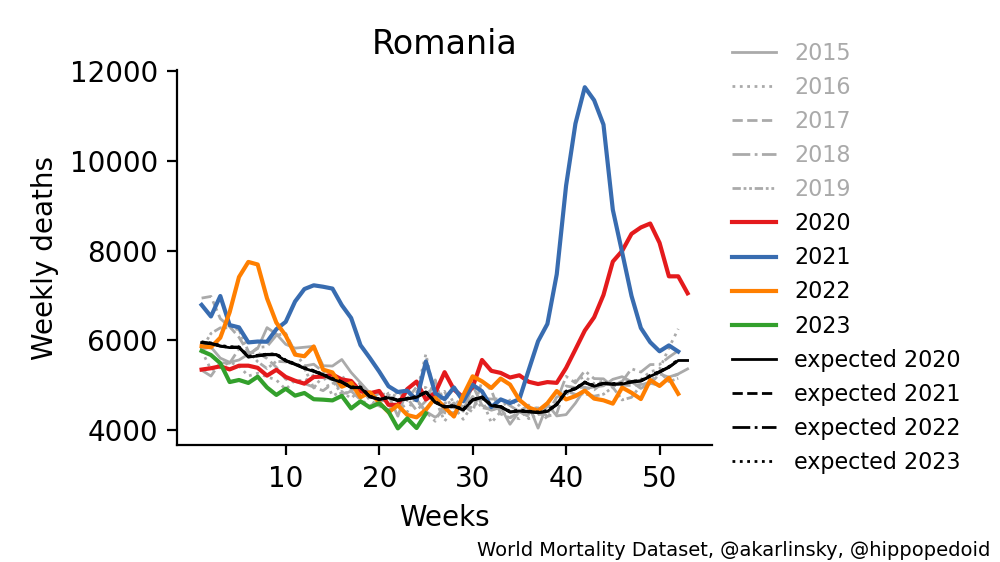 Romania
12000
10000
8000
6000
4000
Weekly deaths
10 20 30 40 50
Weeks
2015
2016
2017
2018
2019
2020
2021
2022
2023
expected 2020
expected 2021
expected 2022
expected 2023
World Mortality Dataset, @akarlinsky, @hippopedoid